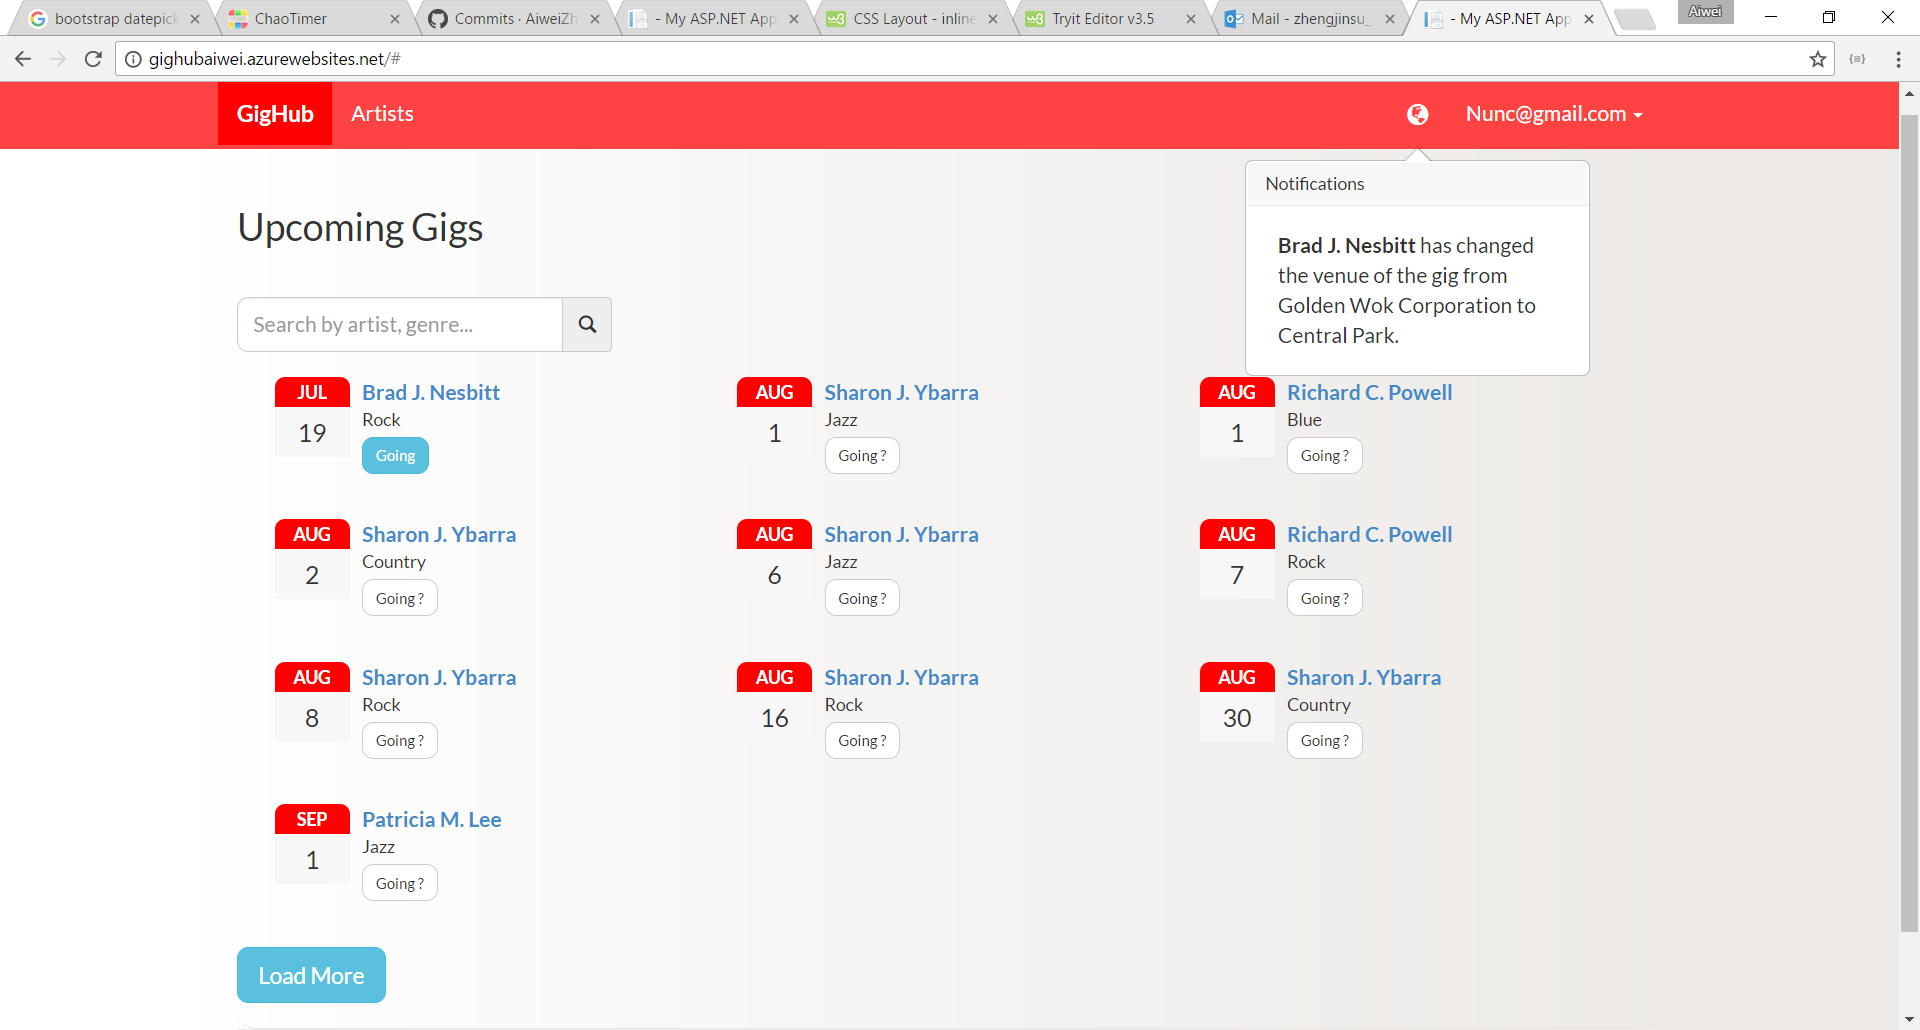 bootstrap datepick
ChaoTimer
Commits · AiweiZh
- My ASP.NET App
CSS Layout - inline
Tryit Editor v3.5
Mail - zhengjinsu_
- My ASP.NET App
Aiwei
gighubaiwei.azurewebsites.net/#
GigHub
Artists
Nunc@gmail.com
Notifications
Brad J. Nesbitt has changed
the venue of the gig from
Golden Wok Corporation to
Central Park.
Upcoming Gigs
Search by artist, genre...
JUL
19
Brad J. Nesbitt
Rock
Going
AUG
1
Sharon J. Ybarra
Jazz
Going ?
AUG
1
Richard C. Powell
Blue
Going ?
AUG
2
Sharon J. Ybarra
Country
Going ?
AUG
6
Sharon J. Ybarra
Jazz
Going ?
AUG
7
Richard C. Powell
Rock
Going ?
AUG
8
Sharon J. Ybarra
Rock
Going ?
AUG
16
Sharon J. Ybarra
Rock
Going ?
AUG
30
Sharon J. Ybarra
Country
Going ?
SEP
1
Patricia M. Lee
Jazz
Going ?
Load More